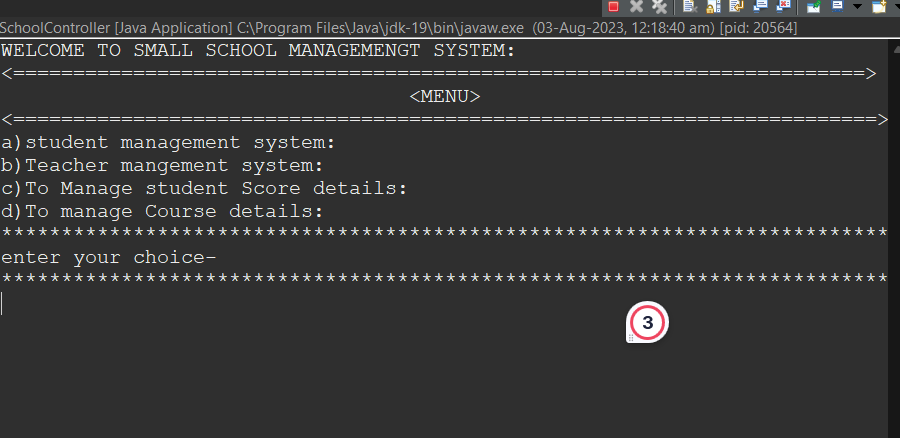 SchoolController [Java Application] C:\Program Files\Java\jdk-19\bin\javaw.exe (03-Aug-2023, 12:18:40 am) [pid: 20564]
WELCOME TO SMALL SCHOOL MANAGEMENGT SYSTEM:
<=======================================================================>
<MENU>
<========================================================================>
a)student management system:
b)Teacher mangement system:
c)To Manage student Score details:
d)To manage Course details:
**************************************************************************
enter your choice-
**************************************************************************
3